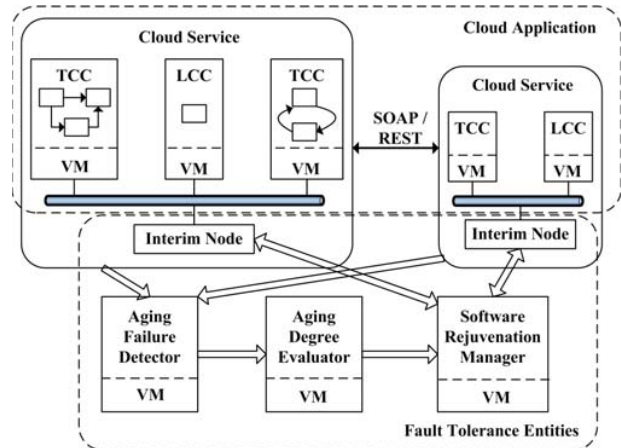 Cloud Application
Cloud Service
TCC
LCC
TCC
VM
VM
VM
SOAP /
REST
Cloud Service
TCC
LCC
VM
VM
Interim Node
Interim Node
Aging
Failure
Detector
VM
Aging
Degree
Evaluator
VM
Software
Rejuvenation
Manager
VM
Fault Tolerance Entities